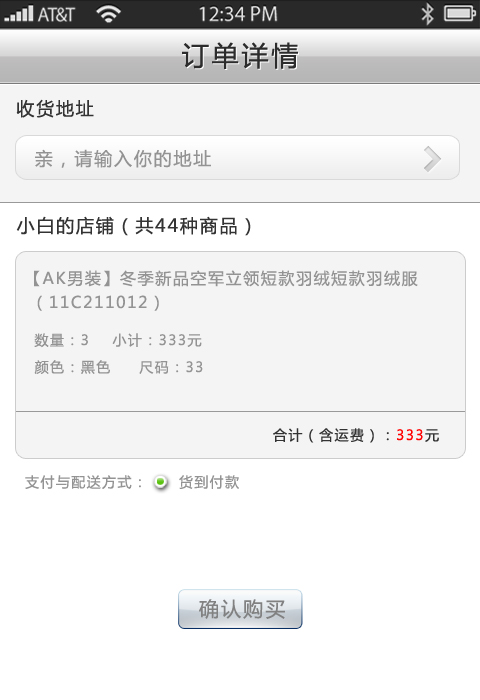 AT&T 12:34 PM
订单详情
收货地址
亲，请输入你的地址
小白的店铺（共44种商品）
【AK男装】冬季新品空军立领短款羽绒短款羽绒服
（11C211012）
数量：3 小计：333元
颜色：黑色 尺码：33
合计（含运费）：333元
支付与配送方式： 货到付款
确认购买